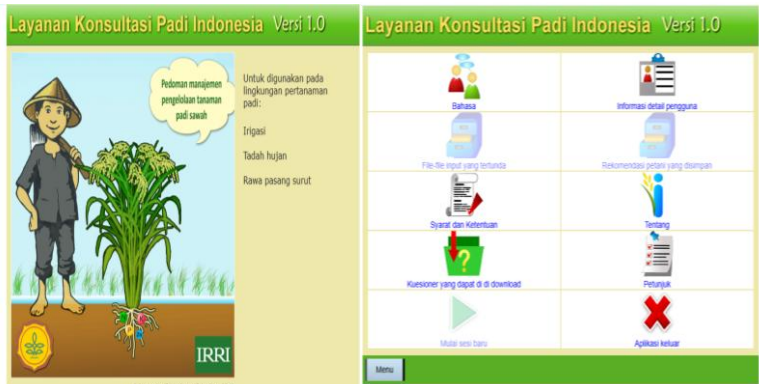 Layanan Konsultasi Padi Indonesia Versi 1.0
Pedoman manajemen
pengelolaan tanaman
padi sawah
Untuk digunakan pada
lingkungan pertanaman
padi:
Irigasi
Tadah hujan
Rawa pasang surut
IRRI
Layanan Konsultasi Padi Indonesia Versi 1.0
Bahasa
Informasi detail pengguna
File-file input yang tertunda
Rekomendasi petani yang disimpan
Syarat dan Ketentuan
Tentang
Kuesioner yang dapat di di download
Petunjuk
Mulai sesi baru
Aplikasi keluar
Menu